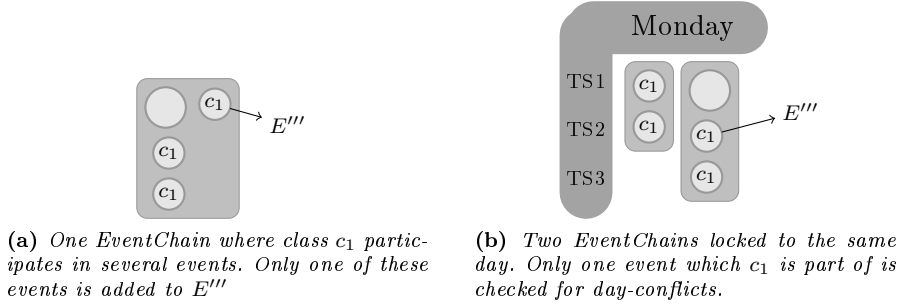 Monday
TS1
TS2
TS3
c₁
c₁
c₁
E‴
c₁
c₁
c₁
c₁
E‴
(a) One EventChain where class c₁ partic-
ipates in several events. Only one of these
events is added to E‴
(b) Two EventChains locked to the same
day. Only one event which c₁ is part of is
checked for day-conflicts.